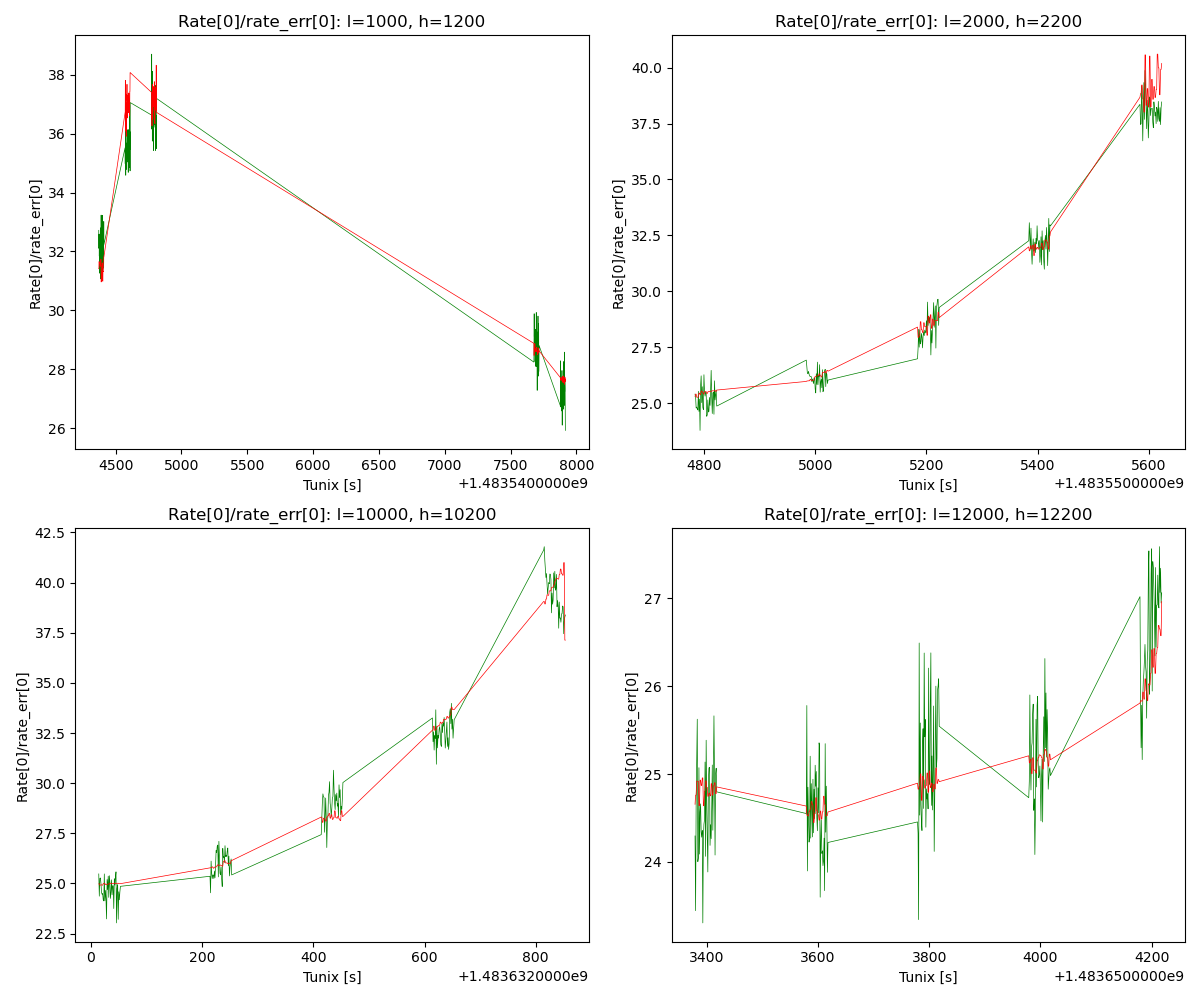 Rate[0]/rate_err[0]: l=1000, h=1200
Rate[0]/rate_err[0]
38
36
34
32
30
28
26
4500 5000 5500 6000 6500 7000 7500 8000
Tunix [s]
+1.4835400000e9
Rate[0]/rate_err[0]: l=2000, h=2200
Rate[0]/rate_err[0]
40.0
37.5
35.0
32.5
30.0
27.5
25.0
4800 5000 5200 5400 5600
Tunix [s]
+1.4835500000e9
Rate[0]/rate_err[0]: l=10000, h=10200
Rate[0]/rate_err[0]
42.5
40.0
37.5
35.0
32.5
30.0
27.5
25.0
22.5
0 200 400 600 800
Tunix [s]
+1.4836320000e9
Rate[0]/rate_err[0]: l=12000, h=12200
Rate[0]/rate_err[0]
27
26
25
24
3400 3600 3800 4000 4200
Tunix [s]
+1.4836500000e9